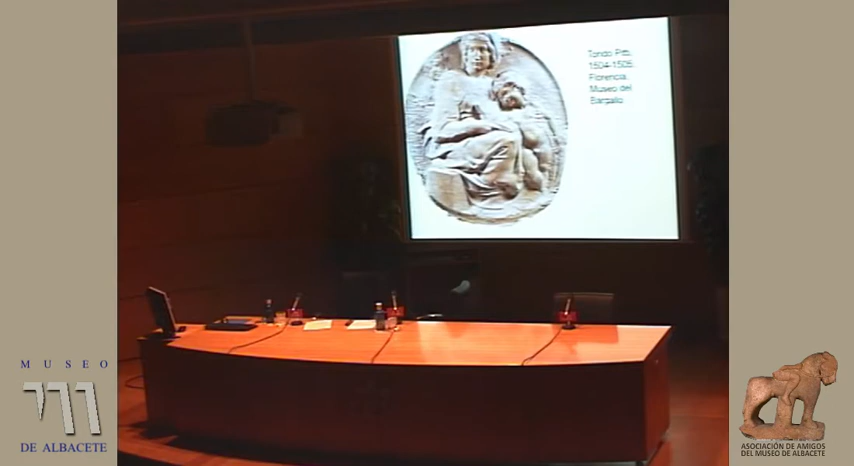 Tondo Pitti.
1504-1505.
Florencia.
Museo del
Bargello.
MUSEO
DE ALBACETE
ASOCIACIÓN DE AMIGOS
DEL MUSEO DE ALBACETE